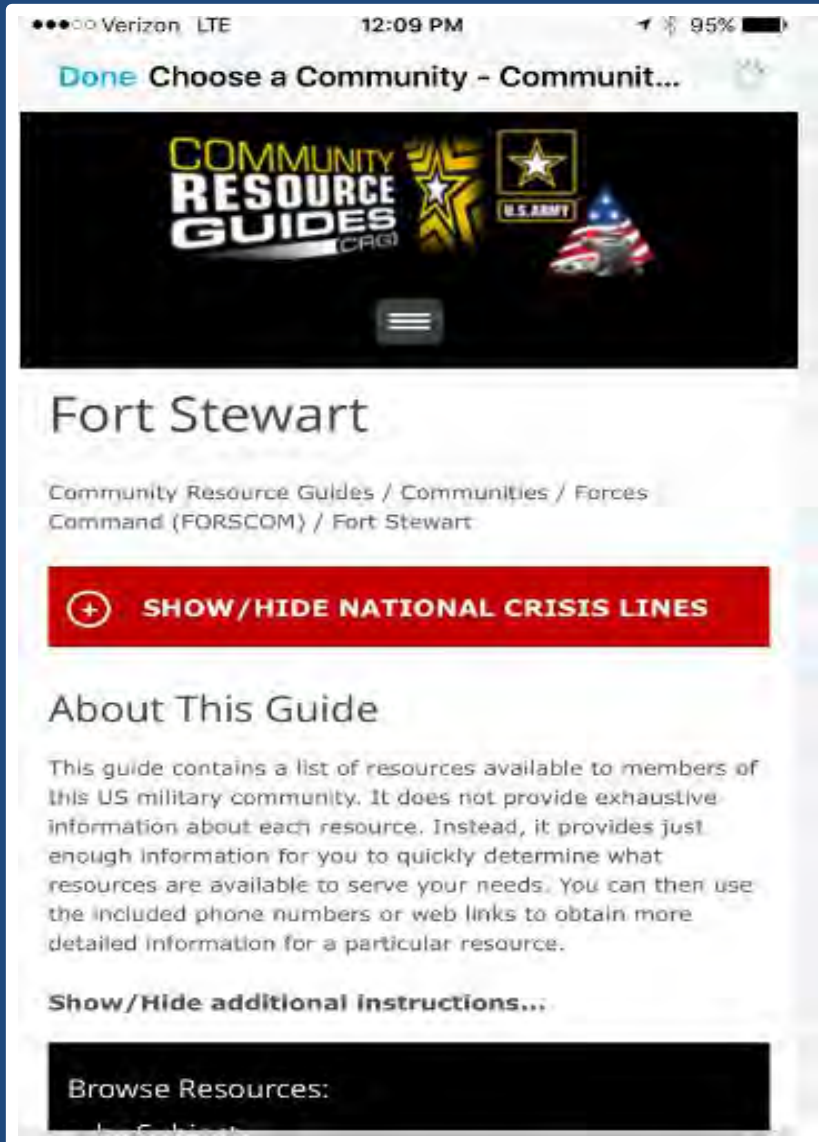 Verizon LTE 12:09 PM 95%
Done Choose a Community - Communit...
COMMUNITY
RESOURCE
GUIDES
(CRG)
U.S.ARMY
Fort Stewart
Community Resource Guides / Communities / Forces
Command (FORSCOM) / Fort Stewart
SHOW/HIDE NATIONAL CRISIS LINES
About This Guide
This guide contains a list of resources available to members of
this US military community. It does not provide exhaustive
information about each resource. Instead, it provides just
enough information for you to quickly determine what
resources are available to serve your needs. You can then use
the included phone numbers or web links to obtain more
detailed information for a particular resource.
Show/Hide additional instructions...
Browse Resources: